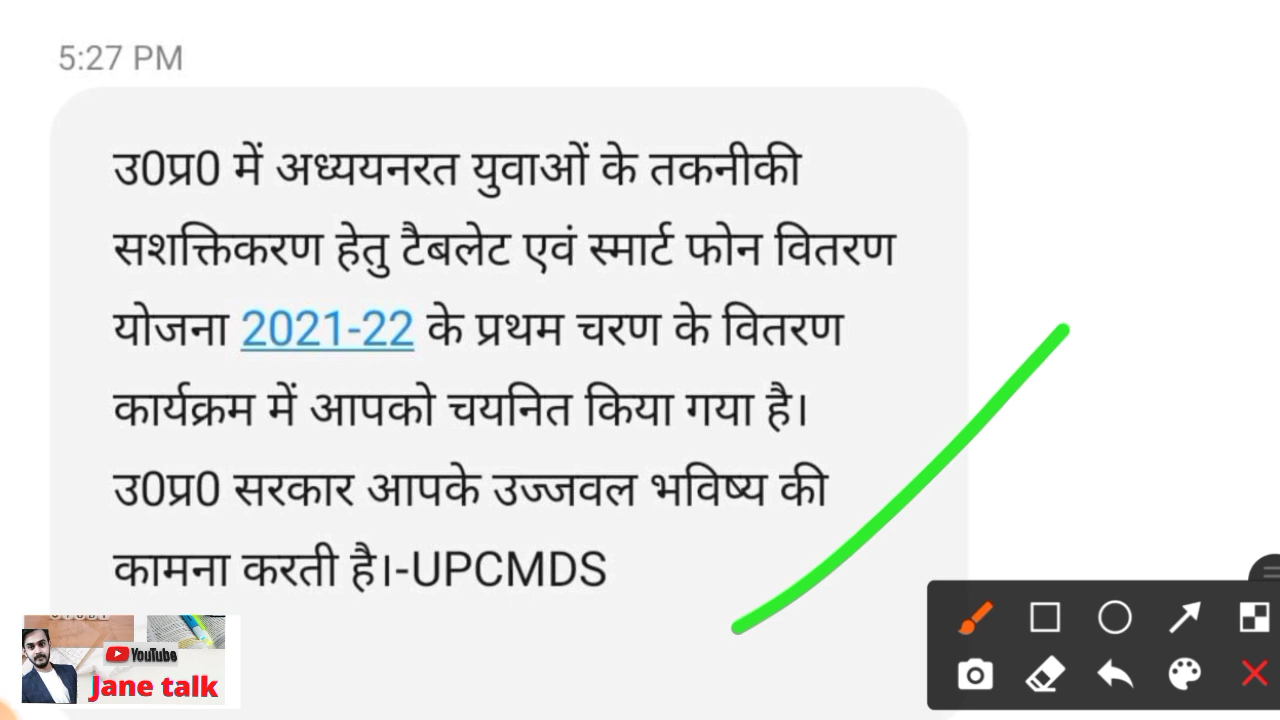 5:27 PM
उ0प्र0 में अध्ययनरत युवाओं के तकनीकी
सशक्तिकरण हेतु टैबलेट एवं स्मार्ट फोन वितरण
योजना 2021-22 के प्रथम चरण के वितरण
कार्यक्रम में आपको चयनित किया गया है।
उ0प्र0 सरकार आपके उज्जवल भविष्य की
कामना करती है।-UPCMDS
YouTube
Jane talk